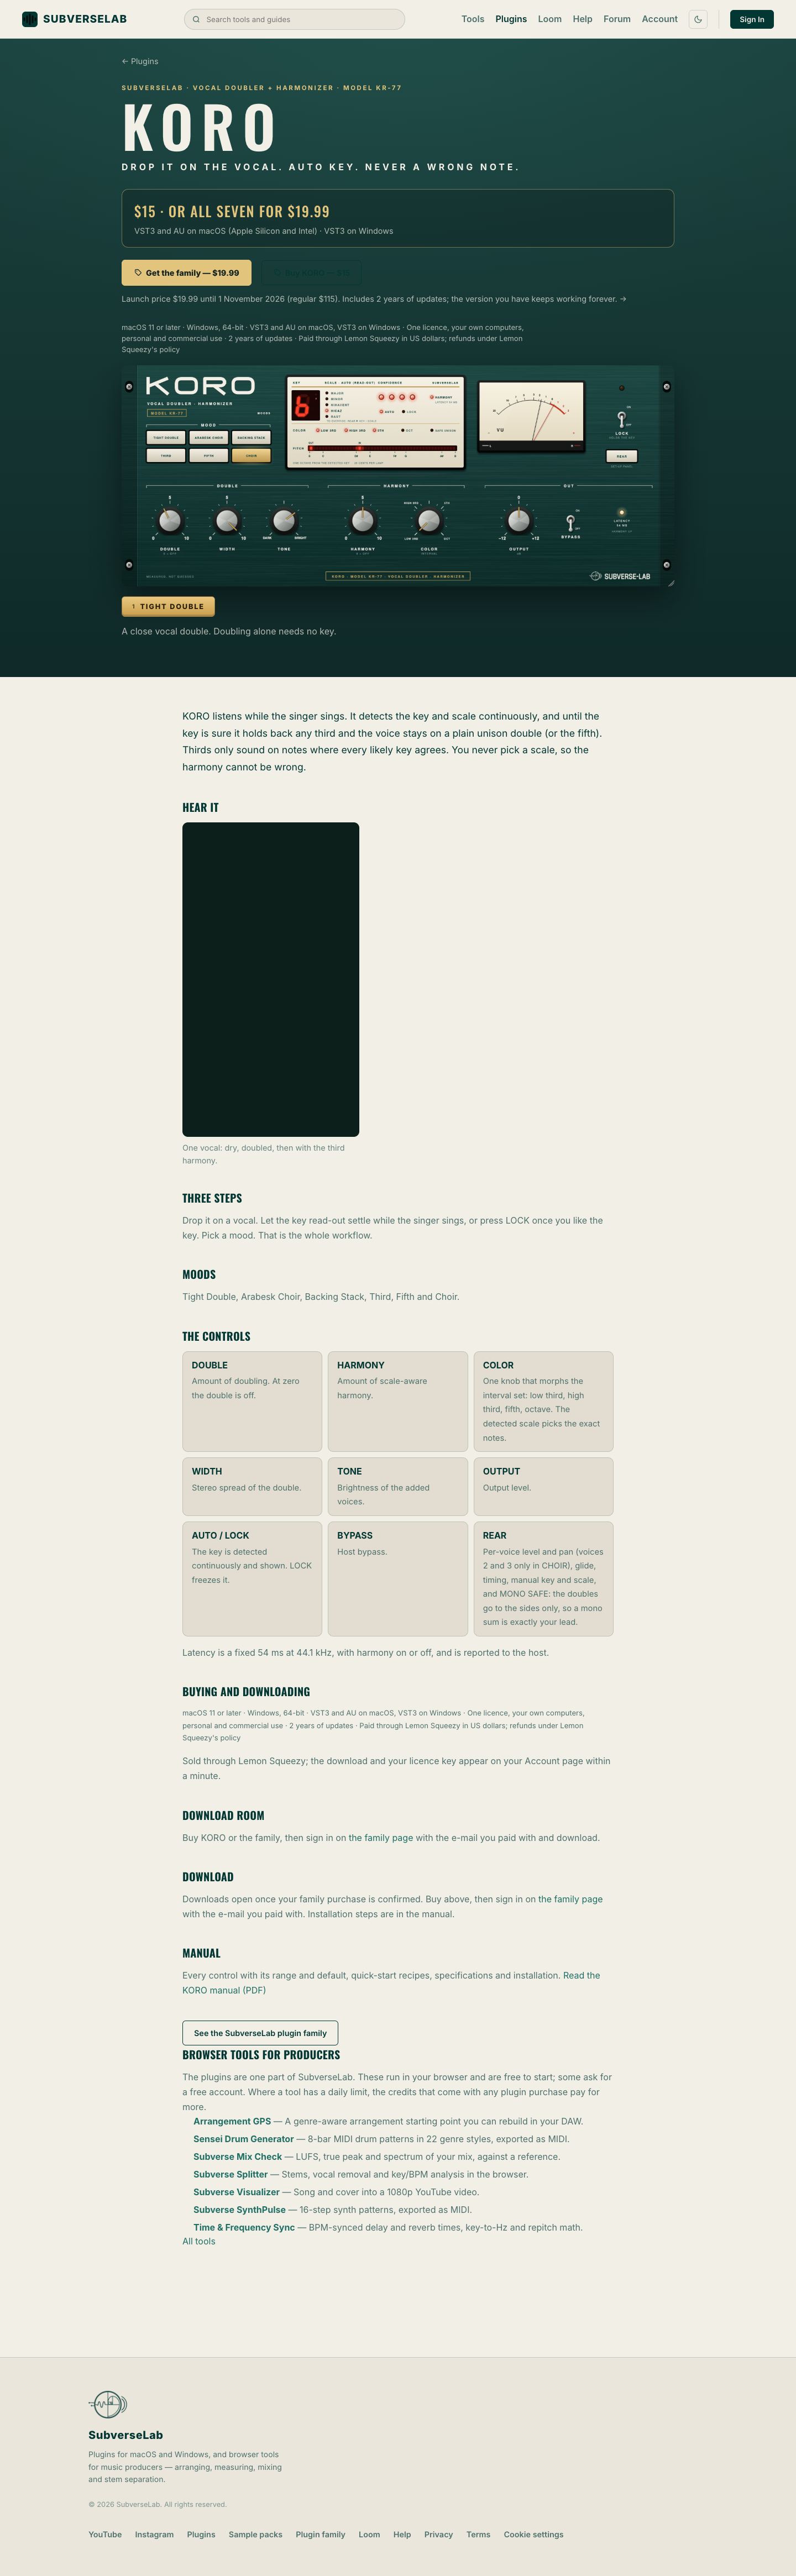 SUBVERSELAB
Search tools and guides
Tools Plugins Loom Help Forum Account
Sign In
← Plugins
SUBVERSELAB · VOCAL DOUBLER + HARMONIZER · MODEL KR-77
KORO
DROP IT ON THE VOCAL. AUTO KEY. NEVER A WRONG NOTE.
$15 · OR ALL SEVEN FOR $19.99
VST3 and AU on macOS (Apple Silicon and Intel) · VST3 on Windows
Get the family — $19.99
Launch price $19.99 until 1 November 2026 (regular $115). Includes 2 years of updates; the version you have keeps working forever. →
macOS 11 or later · Windows, 64-bit · VST3 and AU on macOS, VST3 on Windows · One licence, your own computers,
personal and commercial use · 2 years of updates · Paid through Lemon Squeezy in US dollars; refunds under Lemon
Squeezy's policy
KORO
VOCAL DOUBLER · HARMONIZER
MODEL KR-77
MOOD
TIGHT DOUBLE ARABESK CHOIR BACKING STACK
THIRD FIFTH CHOIR
KEY
CONFIDENCE
SUBVERSELAB
MAJOR
MINOR
HICAZ
HARMONY
AUTO LOCK
COLOR LOW 3RD HIGH 3RD 5TH OCT
VU
LOCK
REAR
DOUBLE
HARMONY
OUT
DOUBLE
WIDTH
TONE
HARMONY
COLOR
OUTPUT
BYPASS
LATENCY
KORO · MODEL KR-77 · VOCAL DOUBLER · HARMONIZER
SUBVERSE-LAB
1 TIGHT DOUBLE
A close vocal double. Doubling alone needs no key.
KORO listens while the singer sings. It detects the key and scale continuously, and until the
key is sure it holds back any third and the voice stays on a plain unison double (or the fifth).
Thirds only sound on notes where every likely key agrees. You never pick a scale, so the
harmony cannot be wrong.
HEAR IT
One vocal: dry, doubled, then with the third
harmony.
THREE STEPS
Drop it on a vocal. Let the key read-out settle while the singer sings, or press LOCK once you like the
key. Pick a mood. That is the whole workflow.
MOODS
Tight Double, Arabesk Choir, Backing Stack, Third, Fifth and Choir.
THE CONTROLS
DOUBLE
Amount of doubling. At zero
the double is off.
HARMONY
Amount of scale-aware
harmony.
COLOR
One knob that morphs the
interval set: low third, high
third, fifth, octave. The
detected scale picks the exact
notes.
WIDTH
Stereo spread of the double.
TONE
Brightness of the added
voices.
OUTPUT
Output level.
AUTO / LOCK
The key is detected
continuously and shown. LOCK
freezes it.
BYPASS
Host bypass.
REAR
Per-voice level and pan (voices
2 and 3 only in CHOIR), glide,
timing, manual key and scale,
and MONO SAFE: the doubles
go to the sides only, so a mono
sum is exactly your lead.
Latency is a fixed 54 ms at 44.1 kHz, with harmony on or off, and is reported to the host.
BUYING AND DOWNLOADING
macOS 11 or later · Windows, 64-bit · VST3 and AU on macOS, VST3 on Windows · One licence, your own computers,
personal and commercial use · 2 years of updates · Paid through Lemon Squeezy in US dollars; refunds under Lemon
Squeezy's policy
Sold through Lemon Squeezy; the download and your licence key appear on your Account page within
a minute.
DOWNLOAD ROOM
Buy KORO or the family, then sign in on the family page with the e-mail you paid with and download.
DOWNLOAD
Downloads open once your family purchase is confirmed. Buy above, then sign in on the family page
with the e-mail you paid with. Installation steps are in the manual.
MANUAL
Every control with its range and default, quick-start recipes, specifications and installation. Read the
KORO manual (PDF)
See the SubverseLab plugin family
BROWSER TOOLS FOR PRODUCERS
The plugins are one part of SubverseLab. These run in your browser and are free to start; some ask for
a free account. Where a tool has a daily limit, the credits that come with any plugin purchase pay for
more.
Arrangement GPS — A genre-aware arrangement starting point you can rebuild in your DAW.
Sensei Drum Generator — 8-bar MIDI drum patterns in 22 genre styles, exported as MIDI.
Subverse Mix Check — LUFS, true peak and spectrum of your mix, against a reference.
Subverse Splitter — Stems, vocal removal and key/BPM analysis in the browser.
Subverse Visualizer — Song and cover into a 1080p YouTube video.
Subverse SynthPulse — 16-step synth patterns, exported as MIDI.
Time & Frequency Sync — BPM-synced delay and reverb times, key-to-Hz and repitch math.
All tools
SubverseLab
Plugins for macOS and Windows, and browser tools
for music producers — arranging, measuring, mixing
and stem separation.
© 2026 SubverseLab. All rights reserved.
YouTube Instagram Plugins Sample packs Plugin family Loom Help Privacy Terms Cookie settings